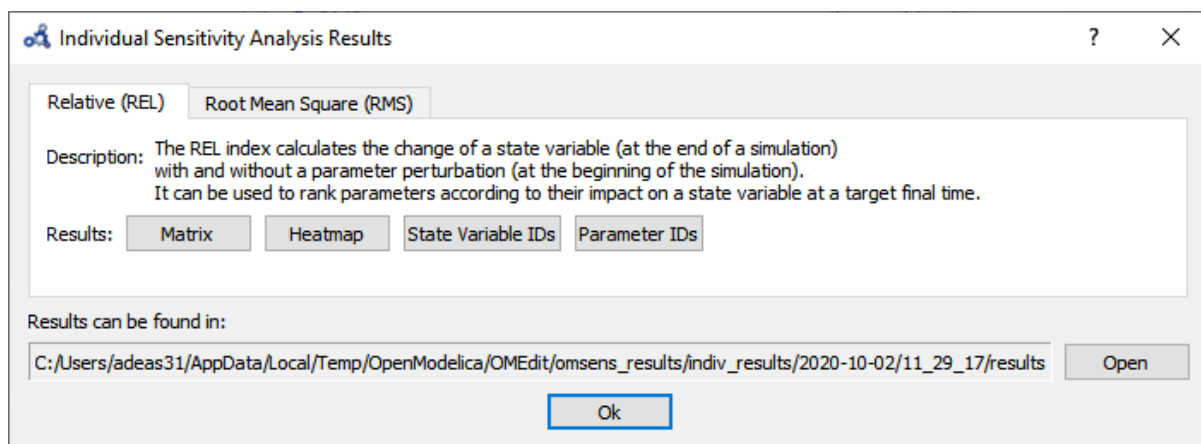 Individual Sensitivity Analysis Results ?
Relative (REL) Root Mean Square (RMS)
Description: The REL index calculates the change of a state variable (at the end of a simulation)
with and without a parameter perturbation (at the beginning of the simulation).
It can be used to rank parameters according to their impact on a state variable at a target final time.
Results: Matrix Heatmap State Variable IDs Parameter IDs
Results can be found in:
C:/Users/adeas31/AppData/Local/Temp/OpenModelica/OMEdit/omsens_results/indiv_results/2020-10-02/11_29_17/results Open
Ok